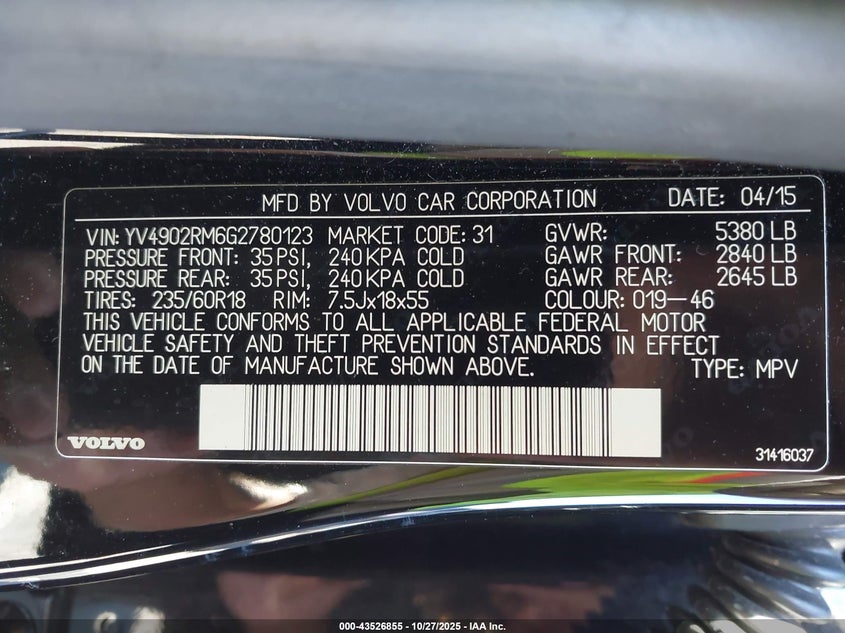 MFD BY VOLVO CAR CORPORATION DATE: 04/15
VIN: YV4902RM6G2780123 MARKET CODE: 31 GVWR: 5380 LB
PRESSURE FRONT: 35 PSI, 240 KPA COLD GAWR FRONT: 2840 LB
PRESSURE REAR: 35 PSI, 240 KPA COLD GAWR REAR: 2645 LB
TIRES: 235/60R18 RIM: 7.5Jx18x55 COLOUR: 019-46
THIS VEHICLE CONFORMS TO ALL APPLICABLE FEDERAL MOTOR
VEHICLE SAFETY AND THEFT PREVENTION STANDARDS IN EFFECT
ON THE DATE OF MANUFACTURE SHOWN ABOVE. TYPE: MPV
VOLVO 31416037
000-43526855 - 10/27/2025 - IAA Inc.